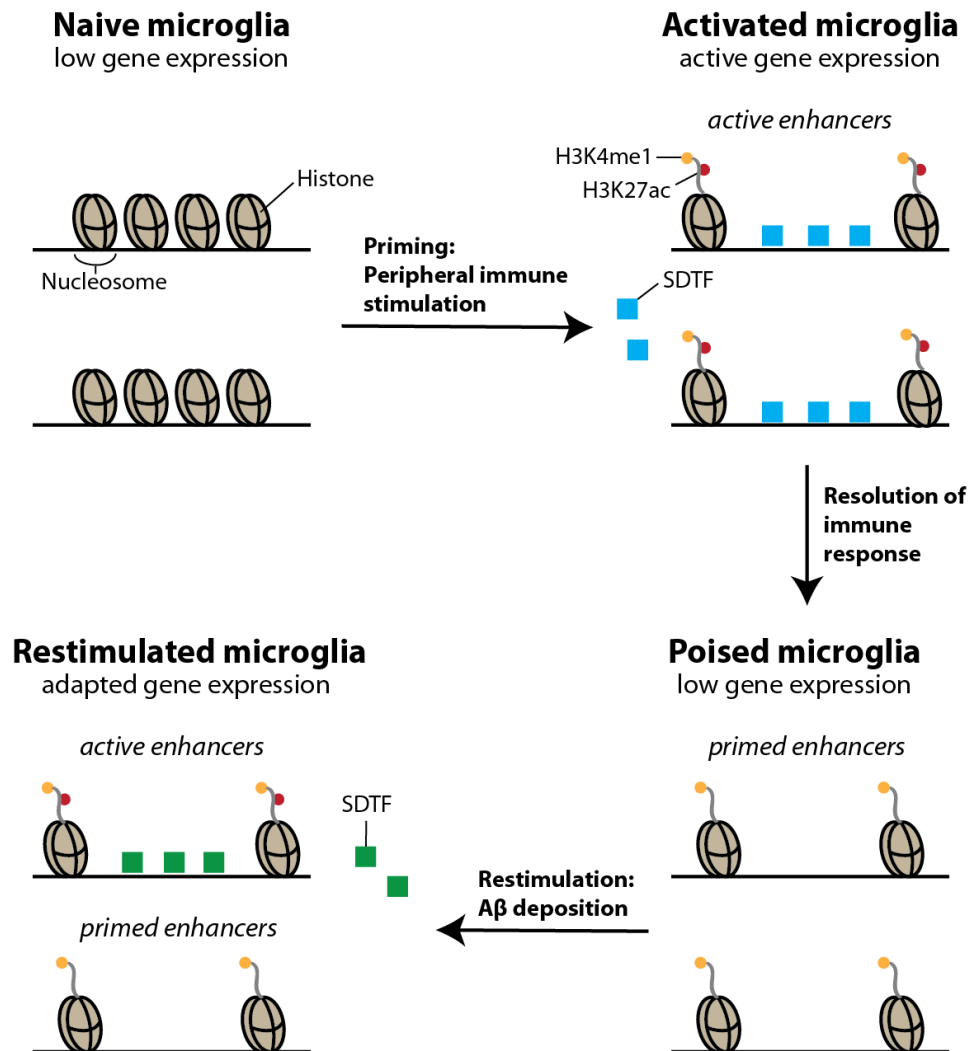 Naive microglia
low gene expression
Histone
Nucleosome
Priming:
Peripheral immune
stimulation
Activated microglia
active gene expression
active enhancers
H3K4me1
H3K27ac
SDTF
Resolution of
immune
response
Poised microglia
low gene expression
primed enhancers
Restimulation:
Aβ deposition
Restimulated microglia
adapted gene expression
active enhancers
SDTF
primed enhancers